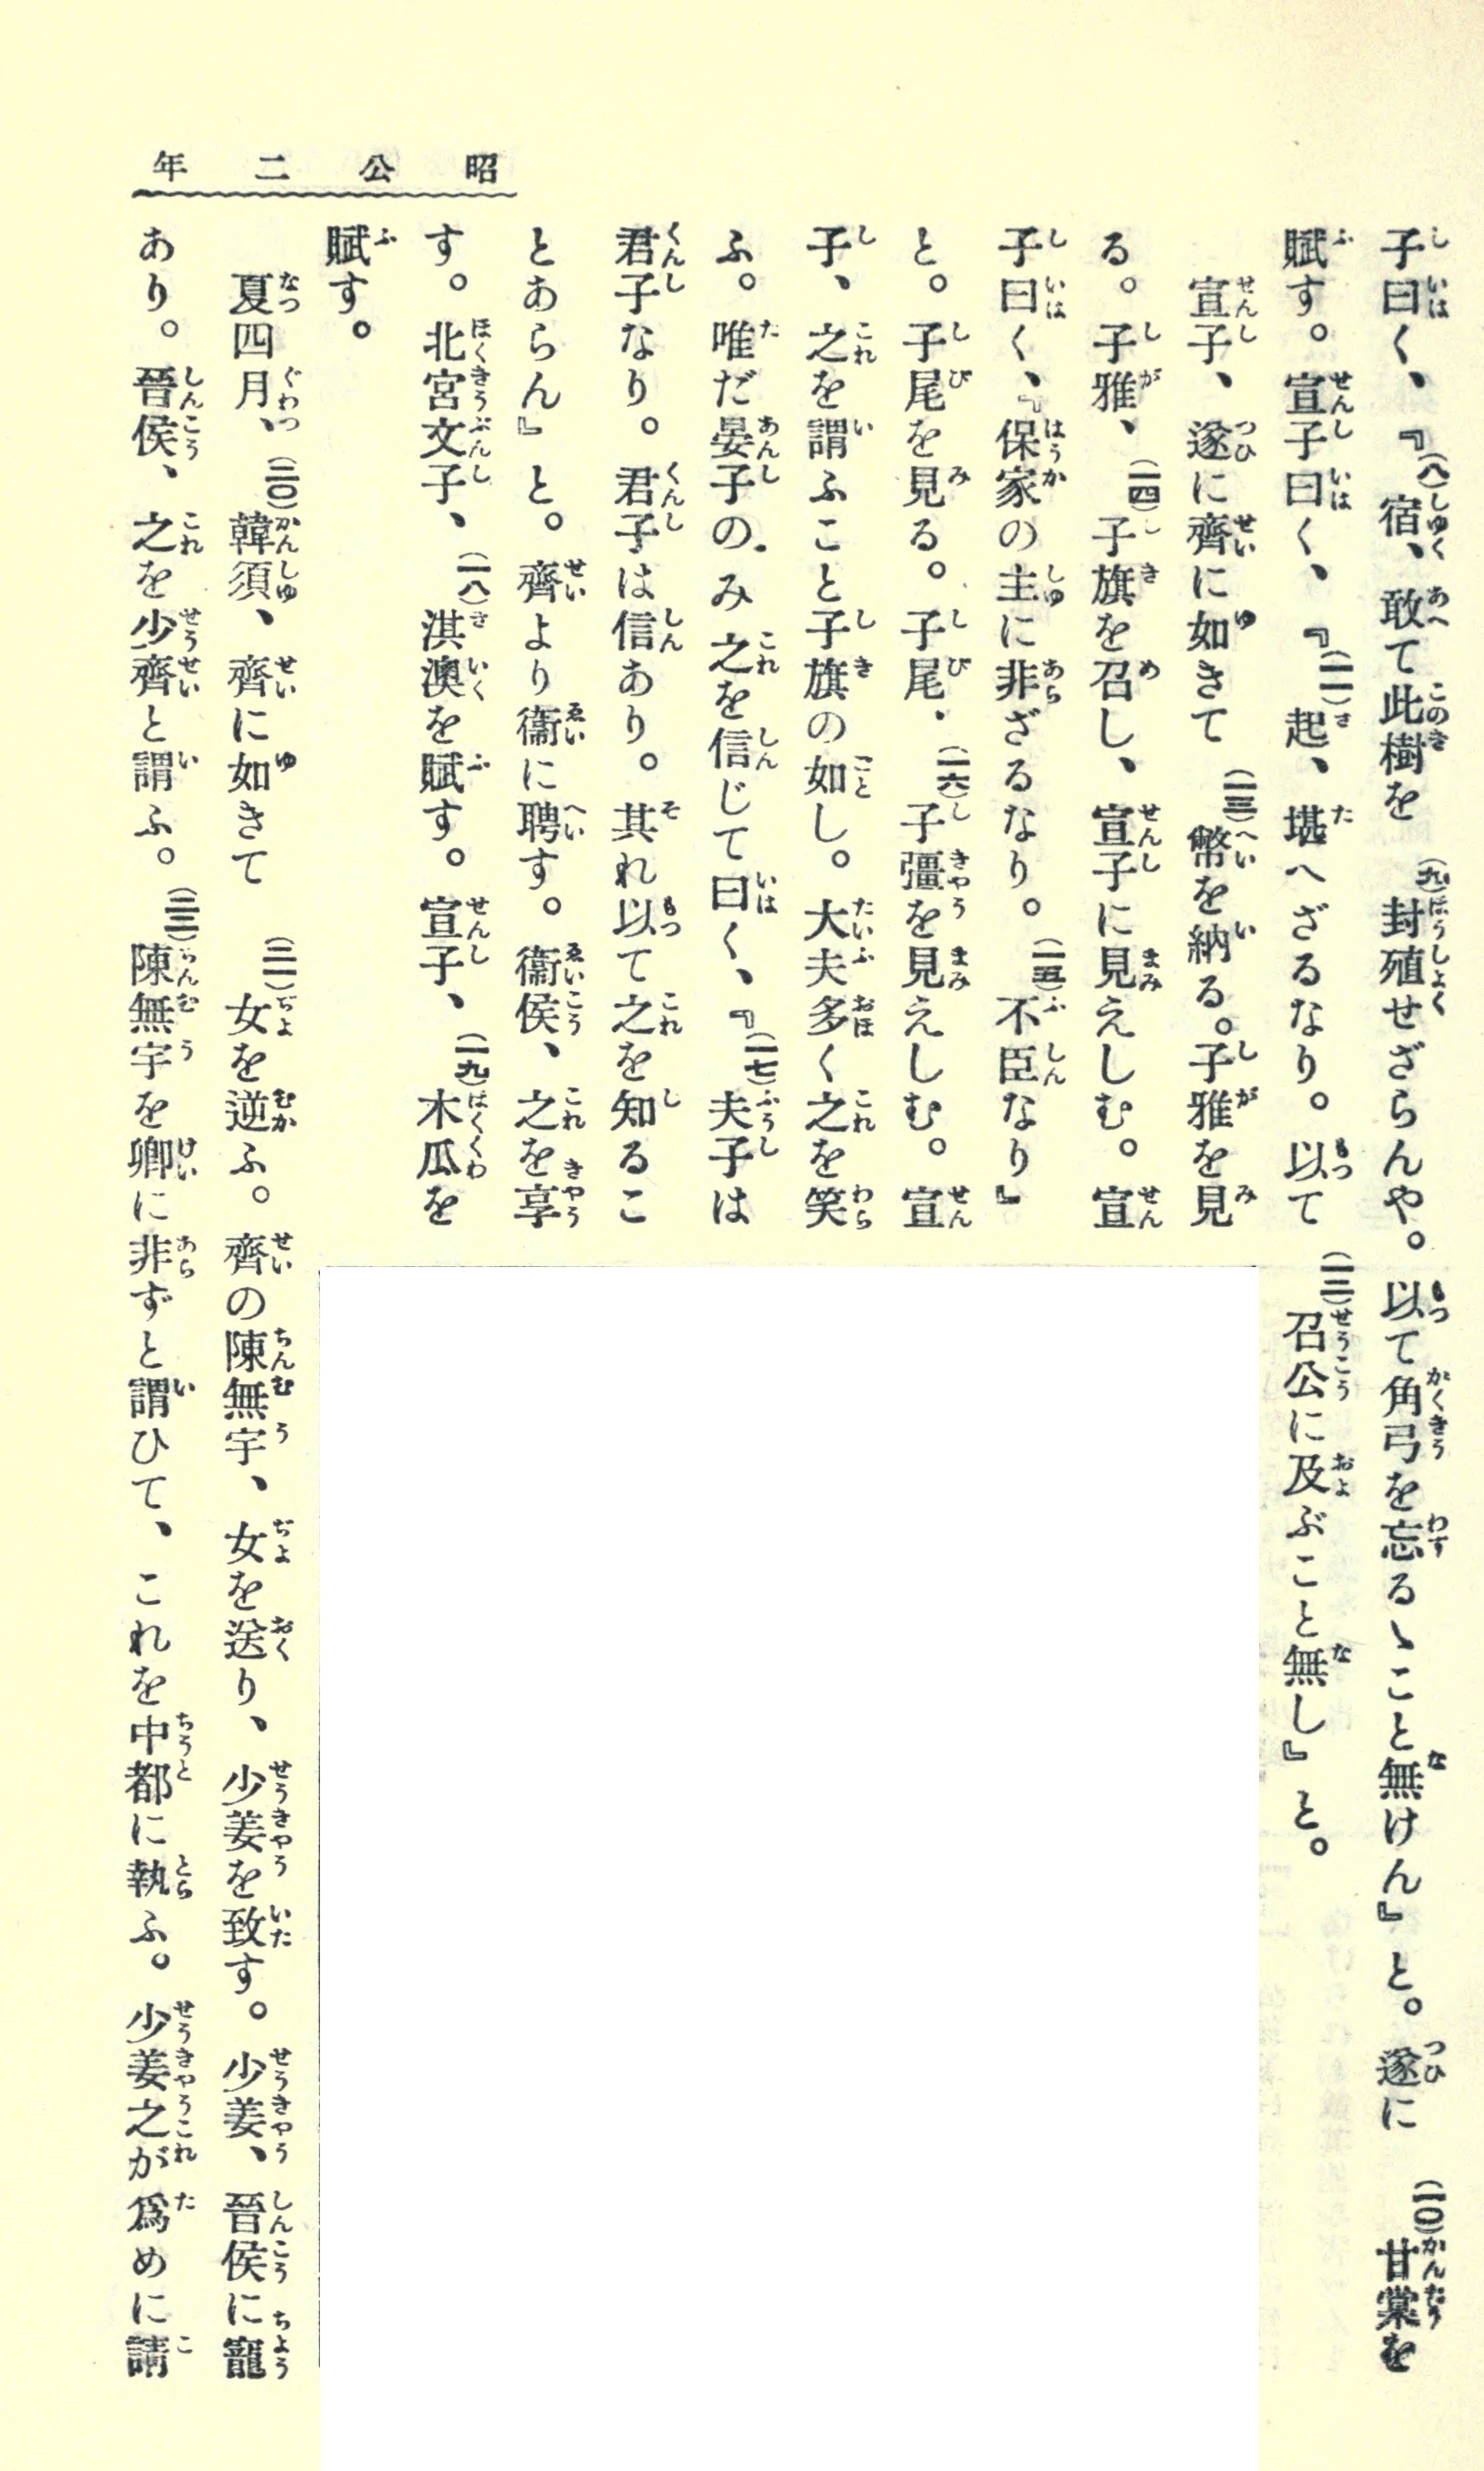 昭公二年
子曰く、『(八)宿、敢て此樹を(九)封殖せざらんや。以て角弓を忘るゝこと無けん』と。遂に(一〇)甘棠を
賦す。宣子曰く、『(一一)起、堪へざるなり。以て(一二)召公に及ぶこと無し』と。
宣子、遂に齊に如きて(一三)幣を納る。子雅を見
る。子雅、(一四)子旗を召し、宣子に見えしむ。宣
子曰く、『保家の主に非ざるなり。(一五)不臣なり』
と。子尾を見る。子尾、(一六)子彊を見えしむ。宣
子、之を謂ふこと子旗の如し。大夫多く之を笑
ふ。唯だ晏子のみ之を信じて曰く、『(一七)夫子は
君子なり。君子は信あり。其れ以て之を知るこ
とあらん』と。齊より衞に聘す。衞侯、之を享
す。北宮文子、(一八)淇澳を賦す。宣子、(一九)木瓜を
賦す。
夏四月、(二〇)韓須、齊に如きて(二一)女を逆ふ。齊の陳無宇、女を送り、少姜を致す。少姜、晉侯に寵
あり。晉侯、之を少齊と謂ふ。(二二)陳無宇を卿に非ずと謂ひて、これを中都に執ふ。少姜之が爲めに請